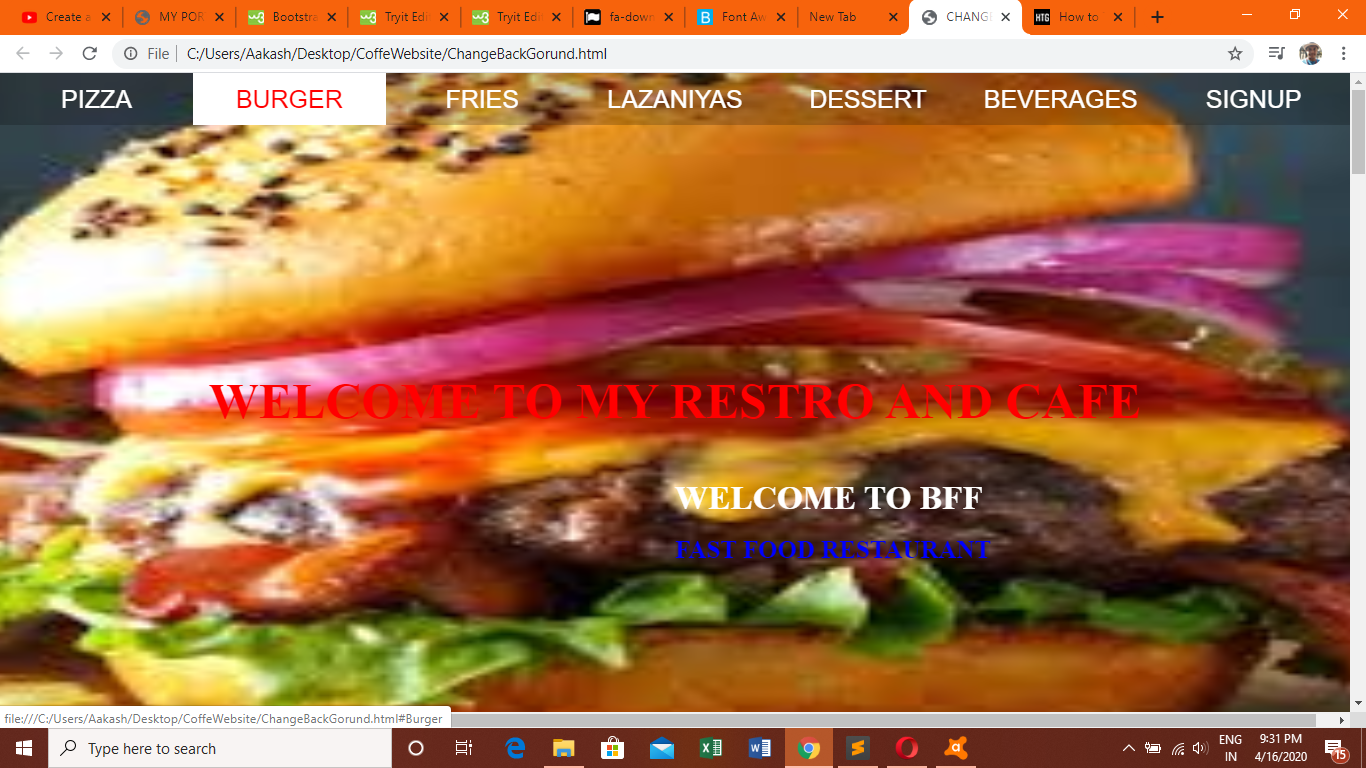 Create a
MY POR
Bootstra
Tryit Edi
Tryit Edi
fa-down
Font Aw
New Tab
CHANGE
How to
File
C:/Users/Aakash/Desktop/CoffeWebsite/ChangeBackGorund.html
PIZZA BURGER FRIES LAZANIYAS DESSERT BEVERAGES SIGNUP
WELCOME TO MY RESTRO AND CAFE
WELCOME TO BFF
FAST FOOD RESTAURANT
file:///C:/Users/Aakash/Desktop/CoffeWebsite/ChangeBackGorund.html#Burger
Type here to search
ENG
IN
9:31 PM
4/16/2020
15